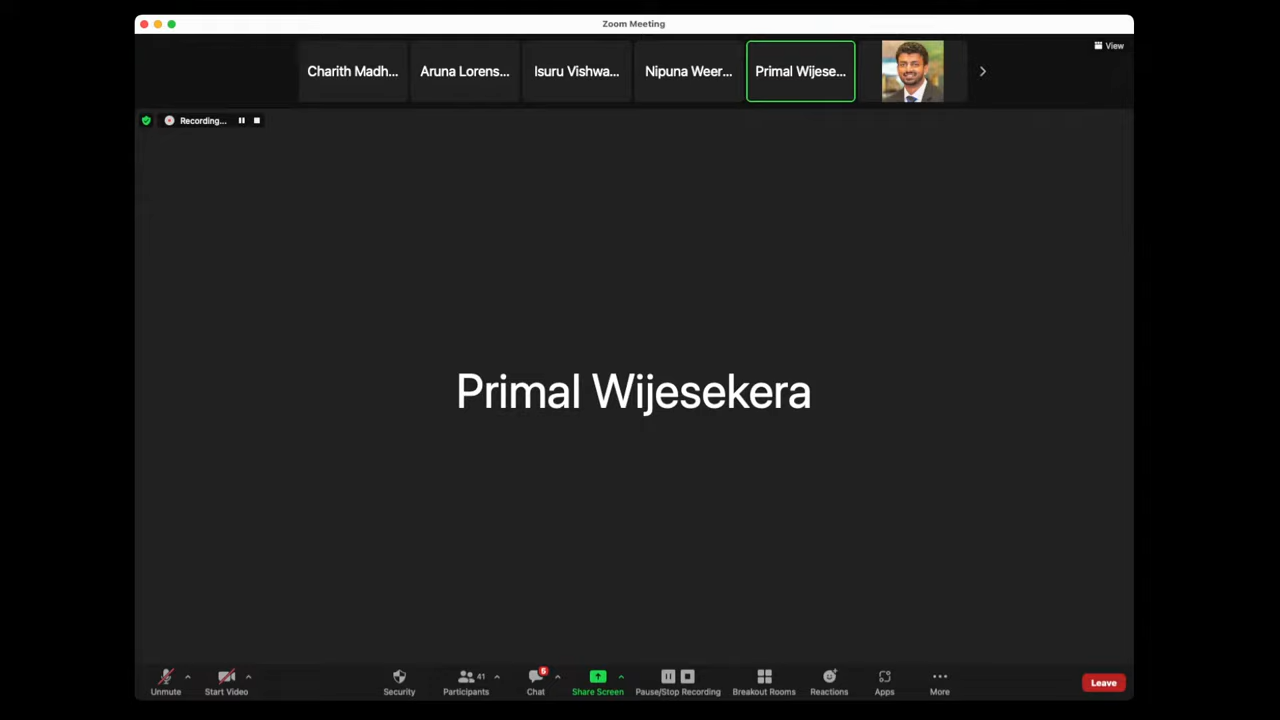 Zoom Meeting
Charith Madh... Aruna Lorens... Isuru Vishwa... Nipuna Weer... Primal Wijese... View
Recording...
Primal Wijesekera
41 6
Unmute Start Video Security Participants Chat Share Screen Pause/Stop Recording Breakout Rooms Reactions Apps More Leave